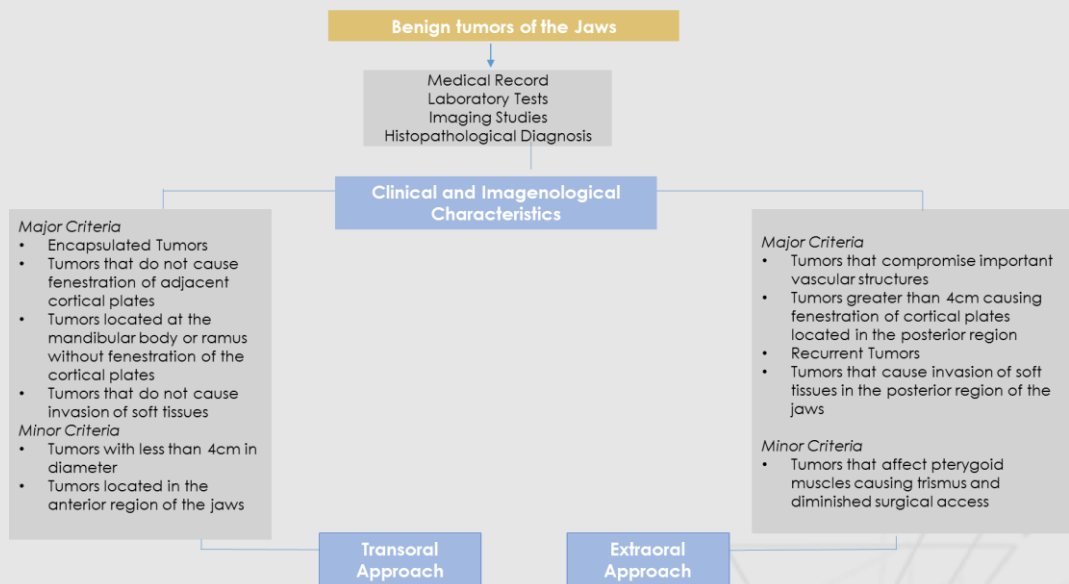 Benign tumors of the Jaws
Medical Record
Laboratory Tests
Imaging Studies
Histopathological Diagnosis
Clinical and Imagenological
Characteristics
Major Criteria
• Encapsulated Tumors
• Tumors that do not cause
fenestration of adjacent
cortical plates
• Tumors located at the
mandibular body or ramus
without fenestration of the
cortical plates
• Tumors that do not cause
invasion of soft tissues
Minor Criteria
• Tumors with less than 4cm in
diameter
• Tumors located in the
anterior region of the jaws
Major Criteria
• Tumors that compromise important
vascular structures
• Tumors greater than 4cm causing
fenestration of cortical plates
located in the posterior region
• Recurrent Tumors
• Tumors that cause invasion of soft
tissues in the posterior region of the
jaws
Minor Criteria
• Tumors that affect pterygoid
muscles causing trismus and
diminished surgical access
Transoral
Approach
Extraoral
Approach